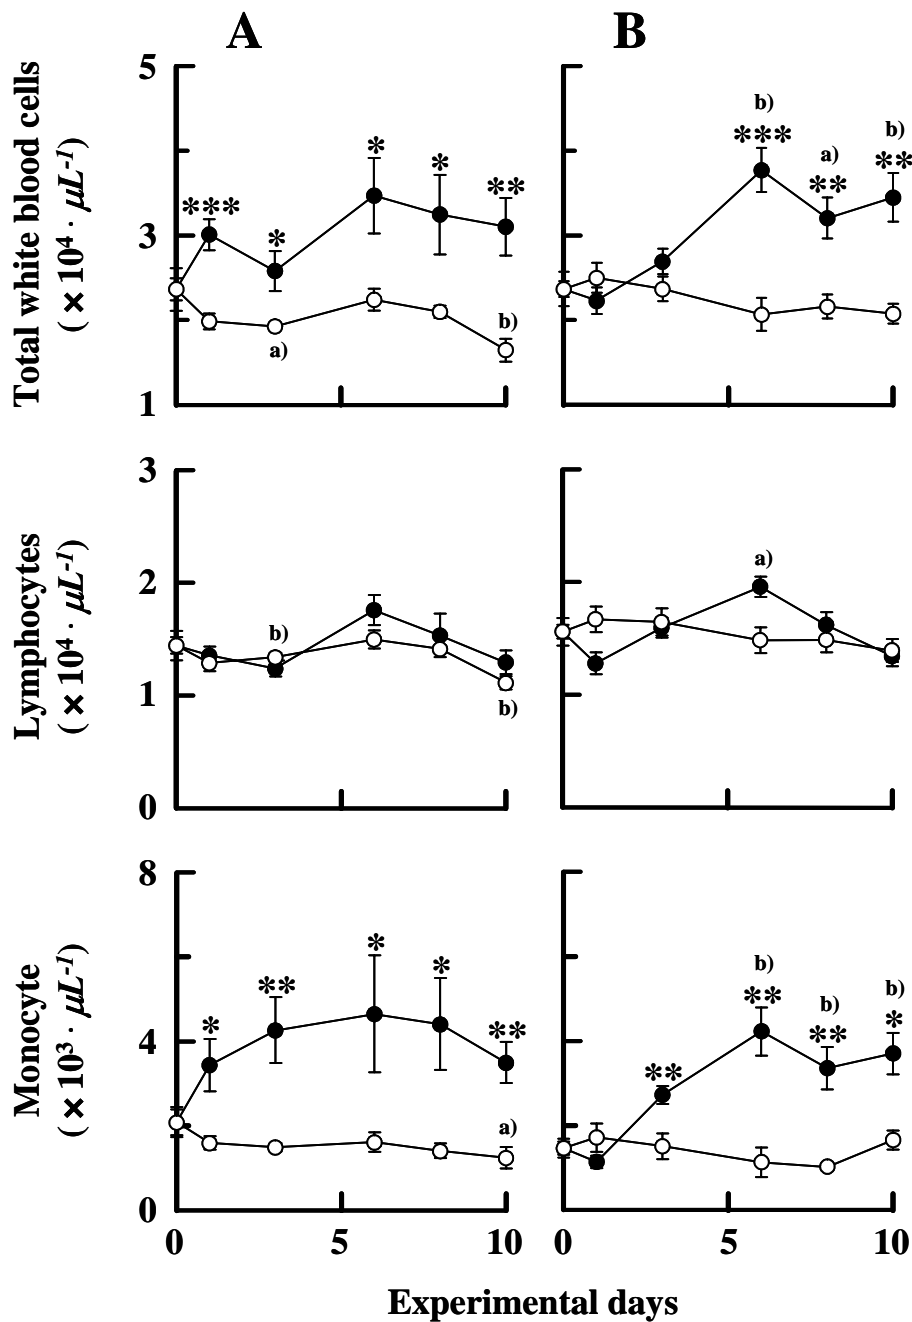 A B
Total white blood cells
( × 10⁴ · µL⁻¹)
5
3
1
***
*
*
*
**
a)
b)
b)
***
a)
**
b)
**
Lymphocytes
( × 10⁴ · µL⁻¹)
3
2
1
0
b)
b)
a)
Monocyte
( × 10³ · µL⁻¹)
8
4
0
*
**
*
*
**
a)
**
b)
**
b)
**
b)
*
0 5 10 0 5 10
Experimental days